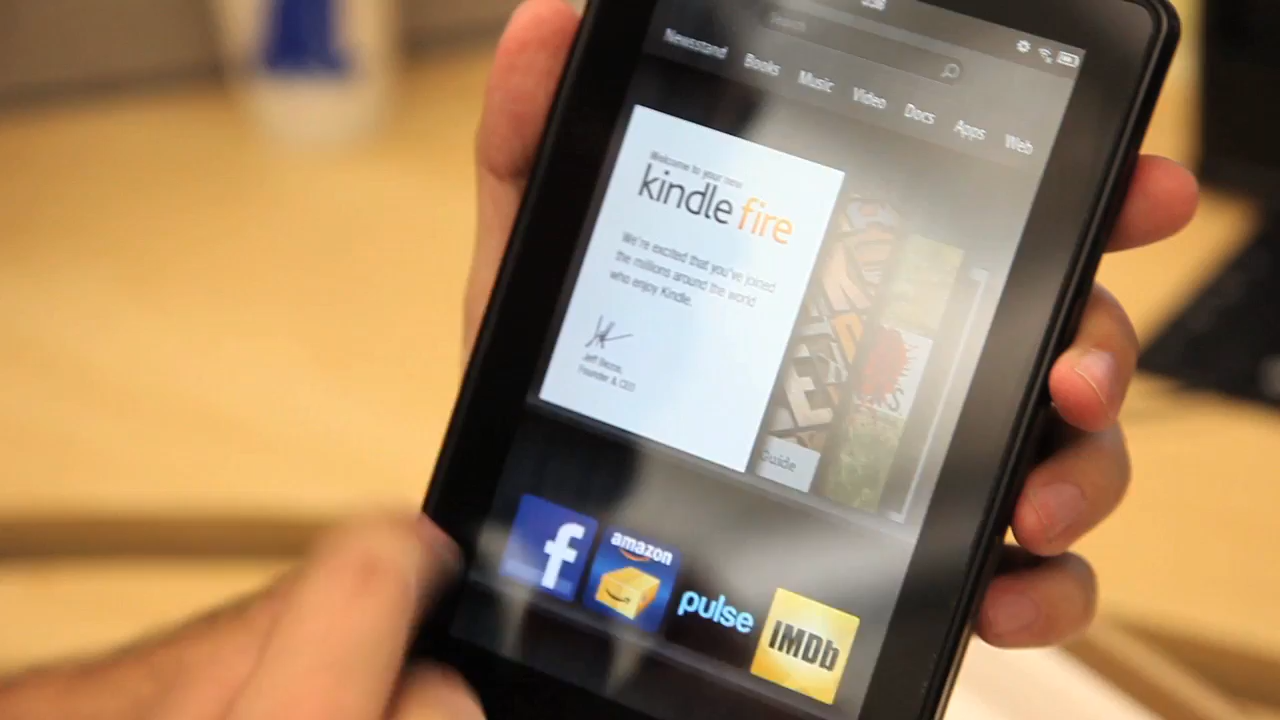 Search
Newsstand Books Music Video Docs Apps Web
Welcome to your new
kindle fire
We're excited that you've joined
the millions around the world
who enjoy Kindle.
Jeff Bezos,
Founder & CEO
Guide
f
amazon
pulse
IMDb